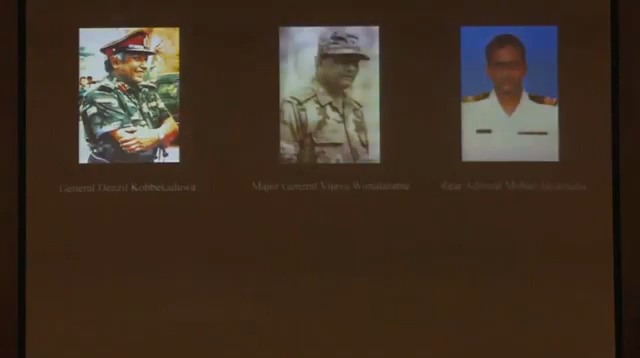 General Denzil Kobbekaduwa
Major General Vijaya Wimalaratne
Rear Admiral Mohan Jayamaha